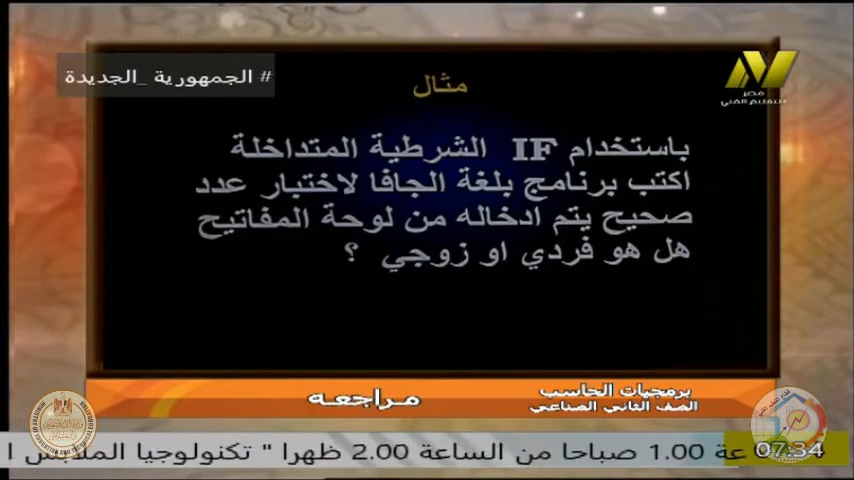 # الجمهورية _الجديدة
مصر
للتعليم الفني
مثال
باستخدام IF الشرطية المتداخلة
اكتب برنامج بلغة الجافا لاختبار عدد
صحيح يتم ادخاله من لوحة المفاتيح
هل هو فردي او زوجي ؟
برمجيات الحاسب
الصف الثاني الصناعي
مراجعه
عة 1.00 صباحا من الساعة 2.00 ظهرا " تكنولوجيا الملابس ا
07:34